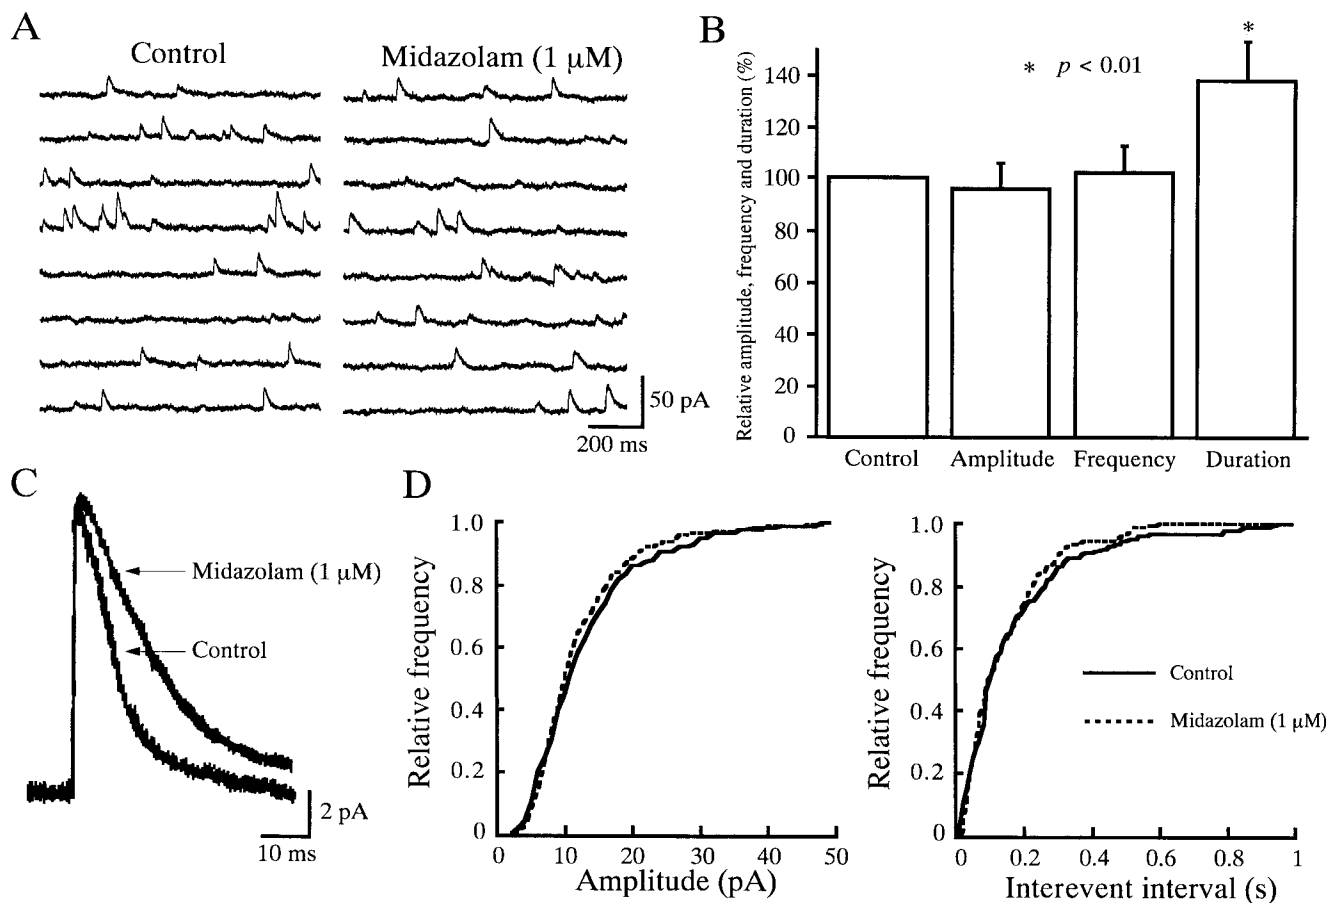 A
Control
Midazolam (1 μM)
50 pA
200 ms
B
Relative amplitude, frequency and duration (%)
140
120
100
80
60
40
20
0
* p < 0.01
*
Control
Amplitude
Frequency
Duration
C
Midazolam (1 μM)
Control
2 pA
10 ms
D
Relative frequency
1.0
0.8
0.6
0.4
0.2
0
0 10 20 30 40 50
Amplitude (pA)
Relative frequency
1.0
0.8
0.6
0.4
0.2
0
Control
Midazolam (1 μM)
0 0.2 0.4 0.6 0.8 1
Interevent interval (s)